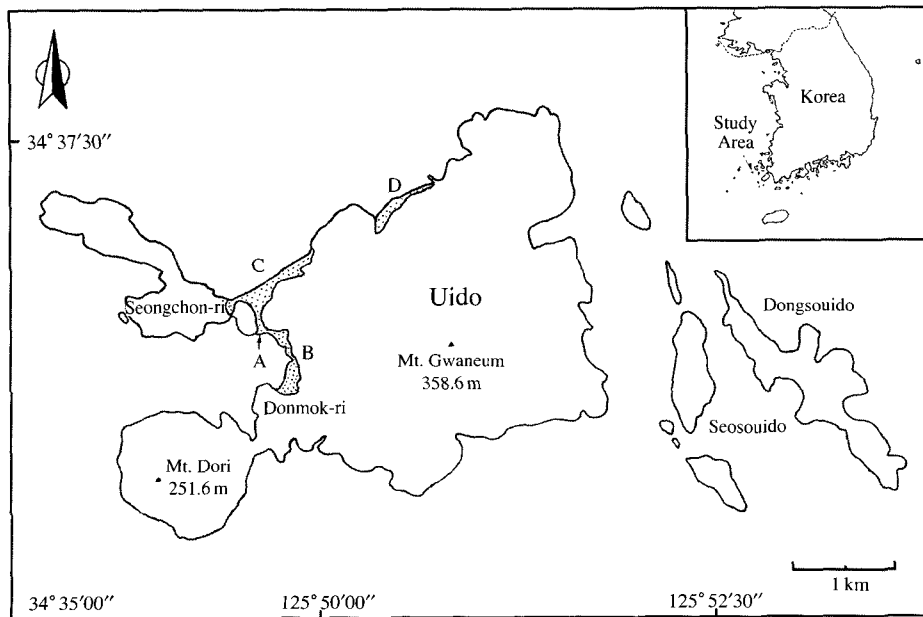 Korea
Study
Area
34° 37′30″
D
C
Seongchon-ri
Uido
Dongsouido
A
B
Mt. Gwaneum
358.6 m
Donmok-ri
Seosouido
Mt. Dori
251.6 m
1 km
34° 35′00″
125° 50′00″
125° 52′30″